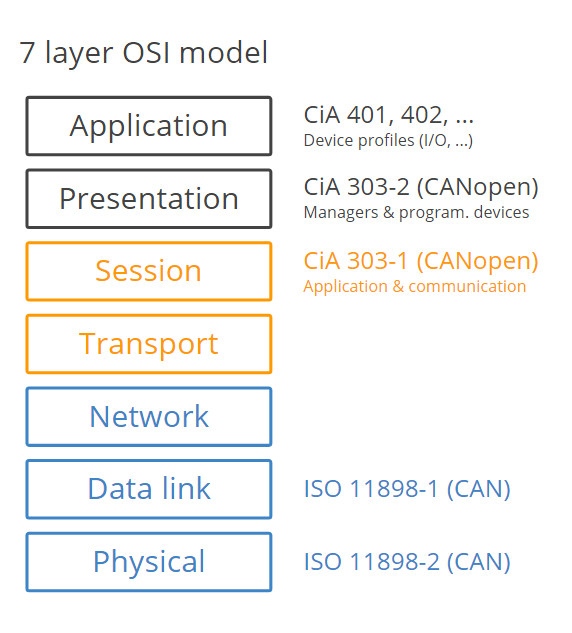 7 layer OSI model
Application
CiA 401, 402, ...
Device profiles (I/O, ...)
Presentation
CiA 303-2 (CANopen)
Managers & program. devices
Session
CiA 303-1 (CANopen)
Application & communication
Transport
Network
Data link
ISO 11898-1 (CAN)
Physical
ISO 11898-2 (CAN)